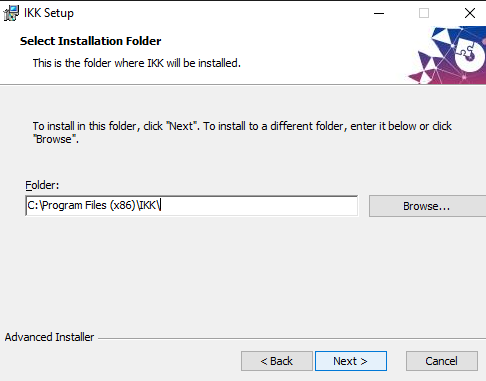 IKK Setup
Select Installation Folder
This is the folder where IKK will be installed.
To install in this folder, click "Next". To install to a different folder, enter it below or click
"Browse".
Folder:
C:\Program Files (x86)\IKK\
Browse...
Advanced Installer
< Back
Next >
Cancel